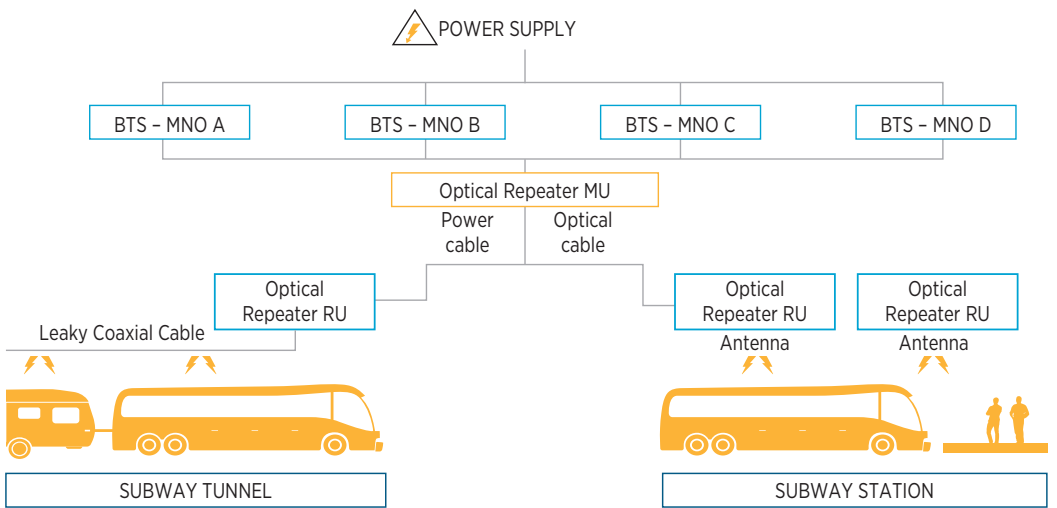 POWER SUPPLY
BTS – MNO A
BTS – MNO B
BTS – MNO C
BTS – MNO D
Optical Repeater MU
Power
cable
Optical
cable
Optical
Repeater RU
Leaky Coaxial Cable
Optical
Repeater RU
Antenna
Optical
Repeater RU
Antenna
SUBWAY TUNNEL
SUBWAY STATION